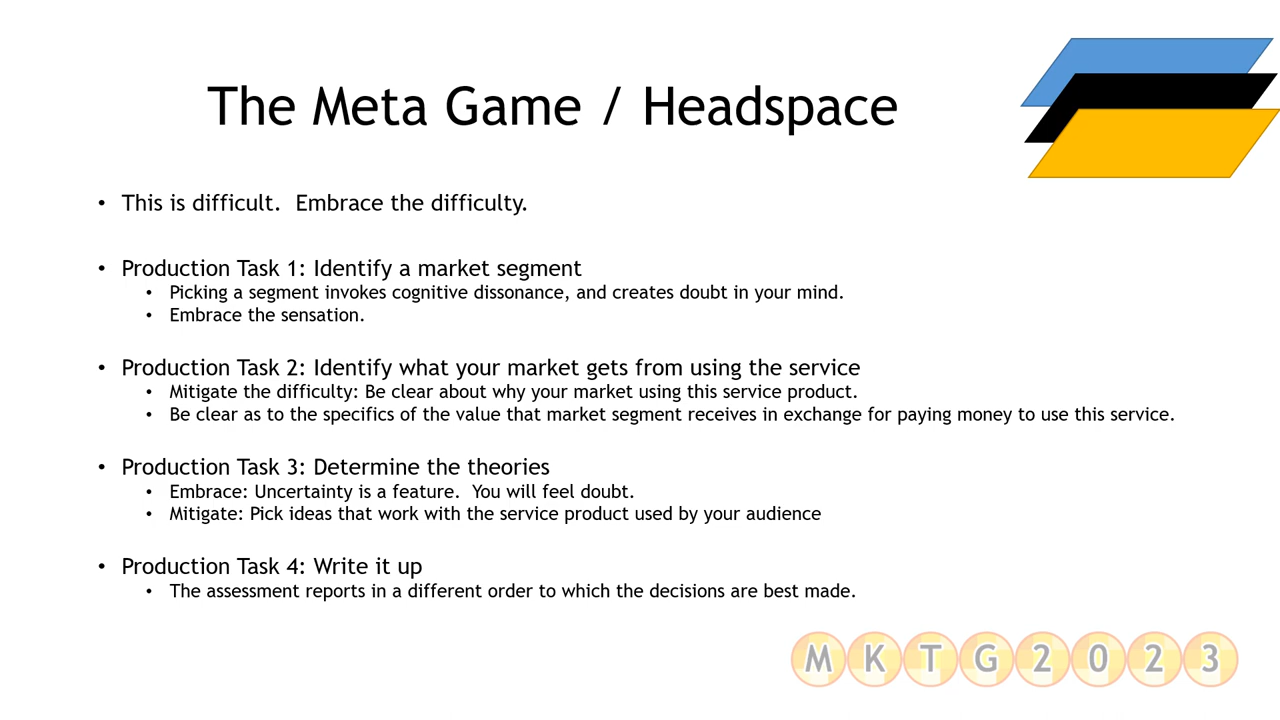 The Meta Game / Headspace
• This is difficult.  Embrace the difficulty.
• Production Task 1: Identify a market segment
• Picking a segment invokes cognitive dissonance, and creates doubt in your mind.
• Embrace the sensation.
• Production Task 2: Identify what your market gets from using the service
• Mitigate the difficulty: Be clear about why your market using this service product.
• Be clear as to the specifics of the value that market segment receives in exchange for paying money to use this service.
• Production Task 3: Determine the theories
• Embrace: Uncertainty is a feature.  You will feel doubt.
• Mitigate: Pick ideas that work with the service product used by your audience
• Production Task 4: Write it up
• The assessment reports in a different order to which the decisions are best made.
MKTG2023